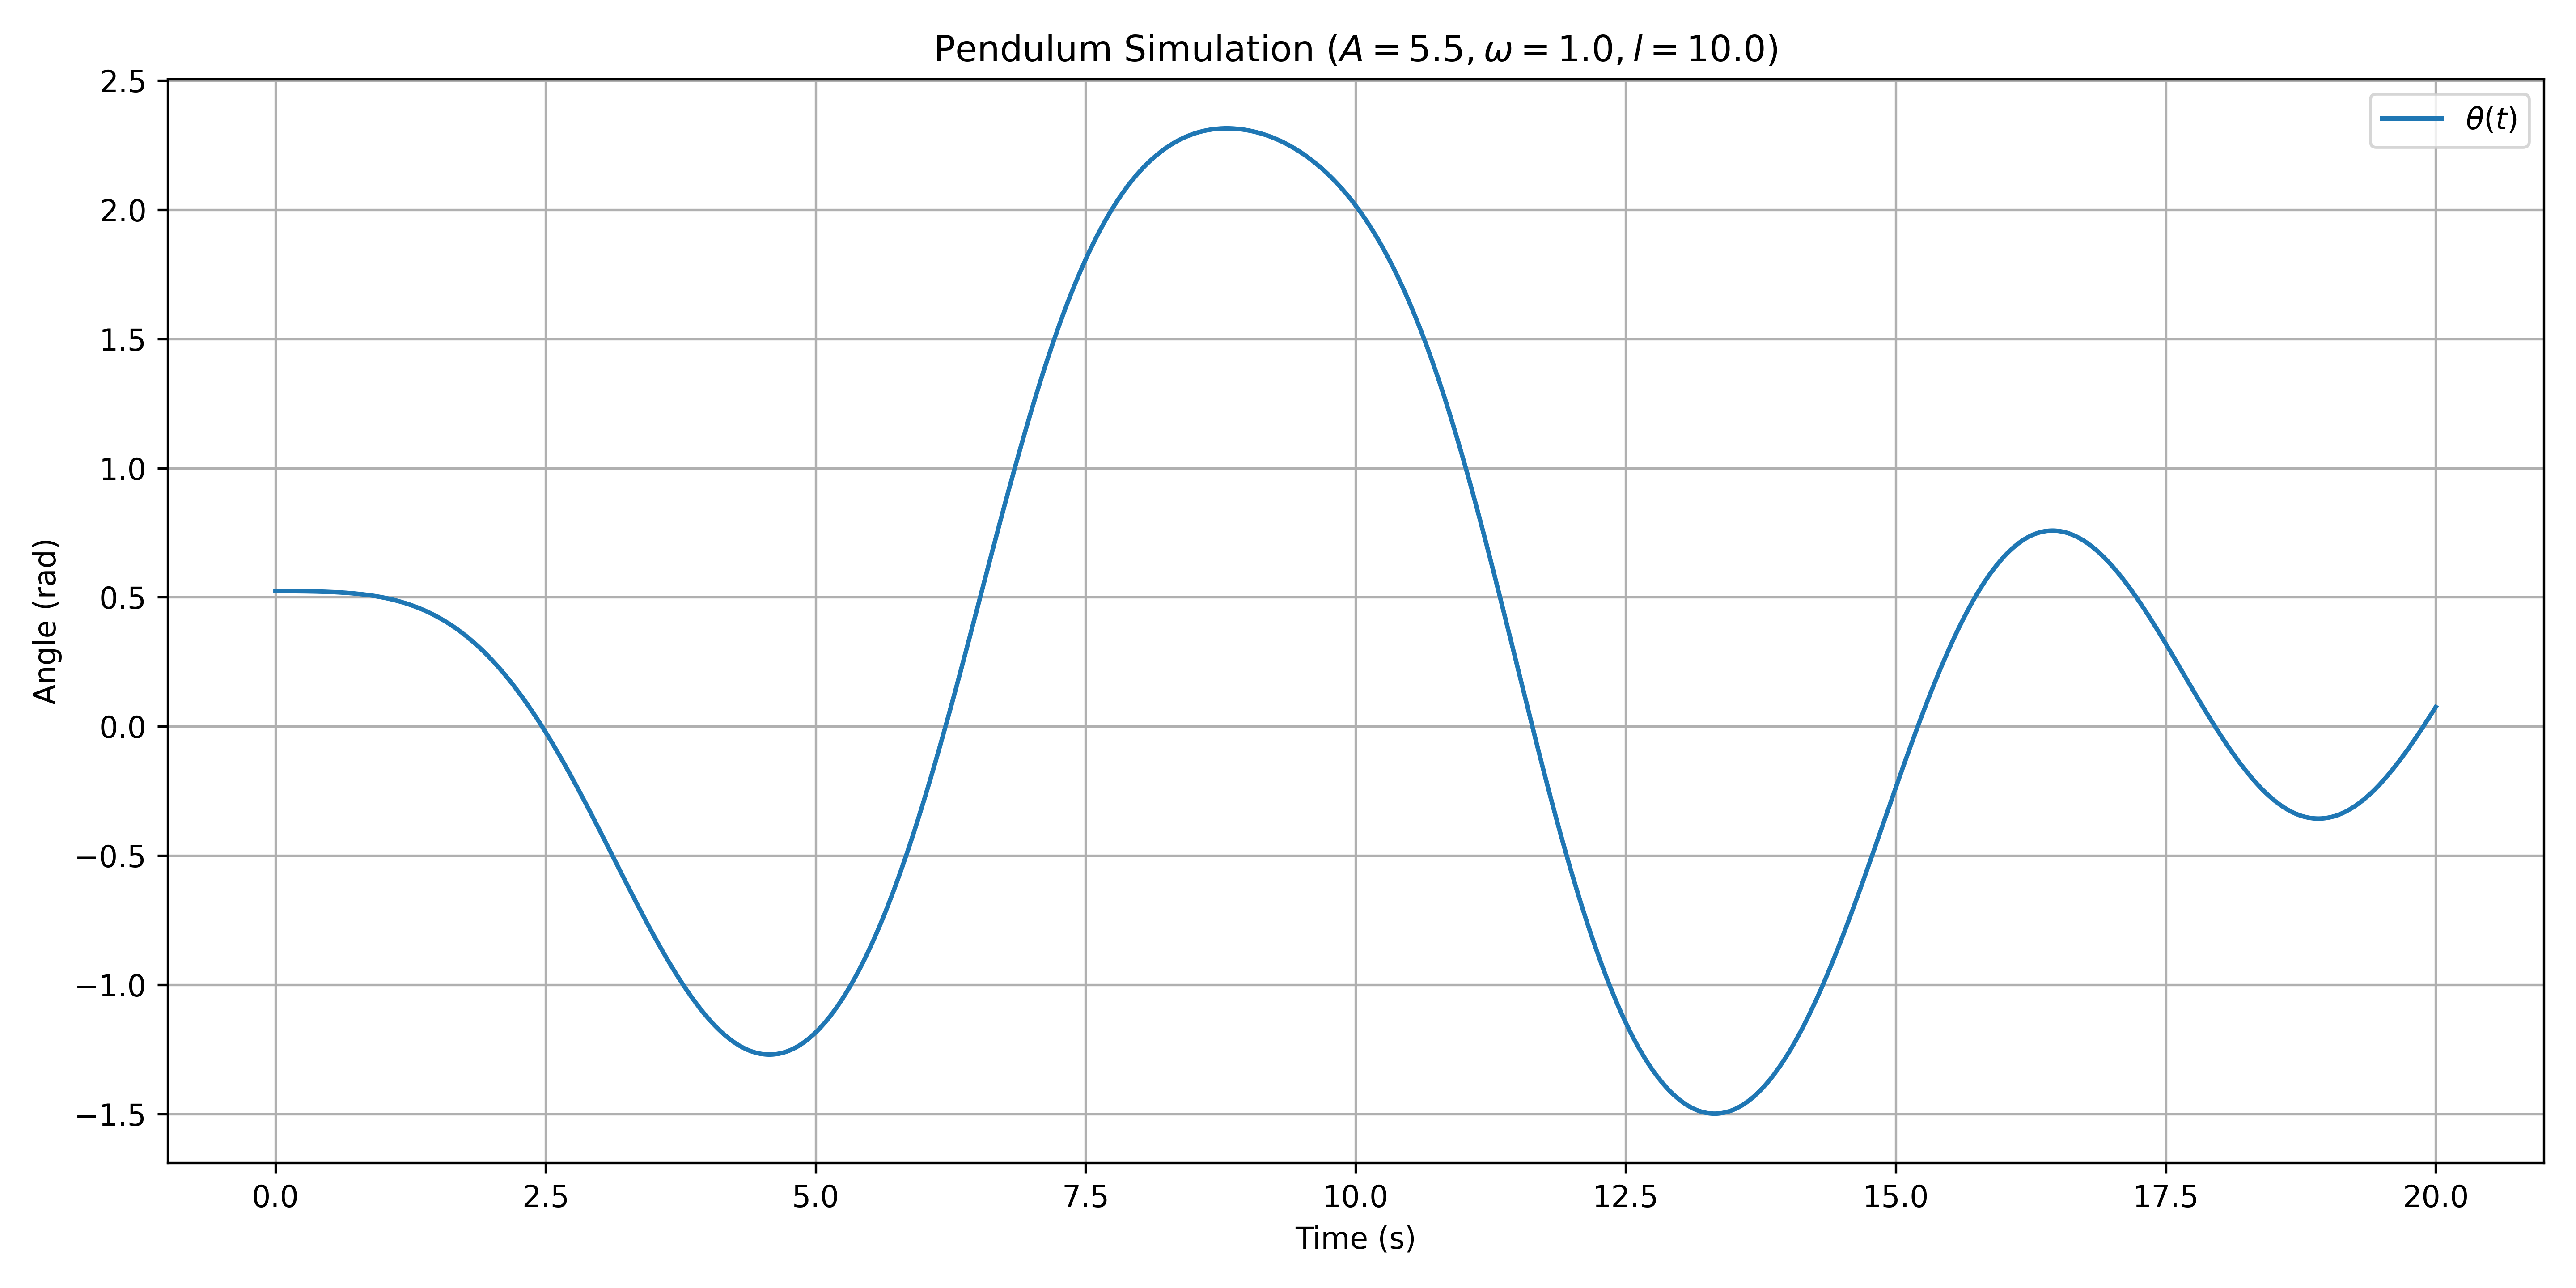 Pendulum Simulation (A = 5.5, ω = 1.0, l = 10.0)
θ(t)
2.5
2.0
1.5
1.0
0.5
0.0
−0.5
−1.0
−1.5
Angle (rad)
0.0 2.5 5.0 7.5 10.0 12.5 15.0 17.5 20.0
Time (s)